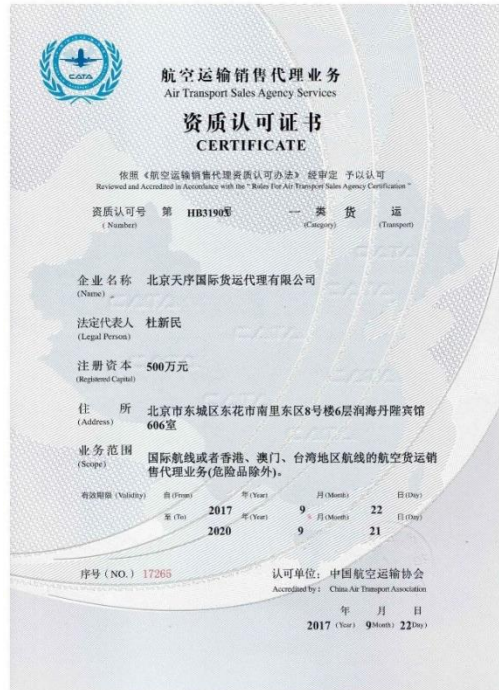 CATA
航空运输销售代理业务
Air Transport Sales Agency Services
资质认可证书
CERTIFICATE
依照《航空运输销售代理资质认可办法》 经审定 予以认可
Reviewed and Accredited in Accordance with the " Rules For Air Transport Sales Agency Certification "
资质认可号 第 HB3190号 一 类 货 运
( Number) (Category) (Transport)
企业名称 北京天序国际货运代理有限公司
(Name)
法定代表人 杜新民
(Legal Person)
注册资本 500万元
(Registered Capital)
住 所 北京市东城区东花市南里东区8号楼6层润海丹陛宾馆
(Address) 606室
业务范围 国际航线或者香港、澳门、台湾地区航线的航空货运销
(Scope) 售代理业务(危险品除外)。
有效期限 (Validity) 自 (From) 年 (Year) 月 (Month) 日 (Day)
2017 9 22
至 (To) 年 (Year) 月 (Month) 日 (Day)
2020 9 21
序号 ( NO. ) 17265 认可单位: 中国航空运输协会
Accredited by : China Air Transport Association
年 月 日
2017 (Year) 9(Month) 22(Day)